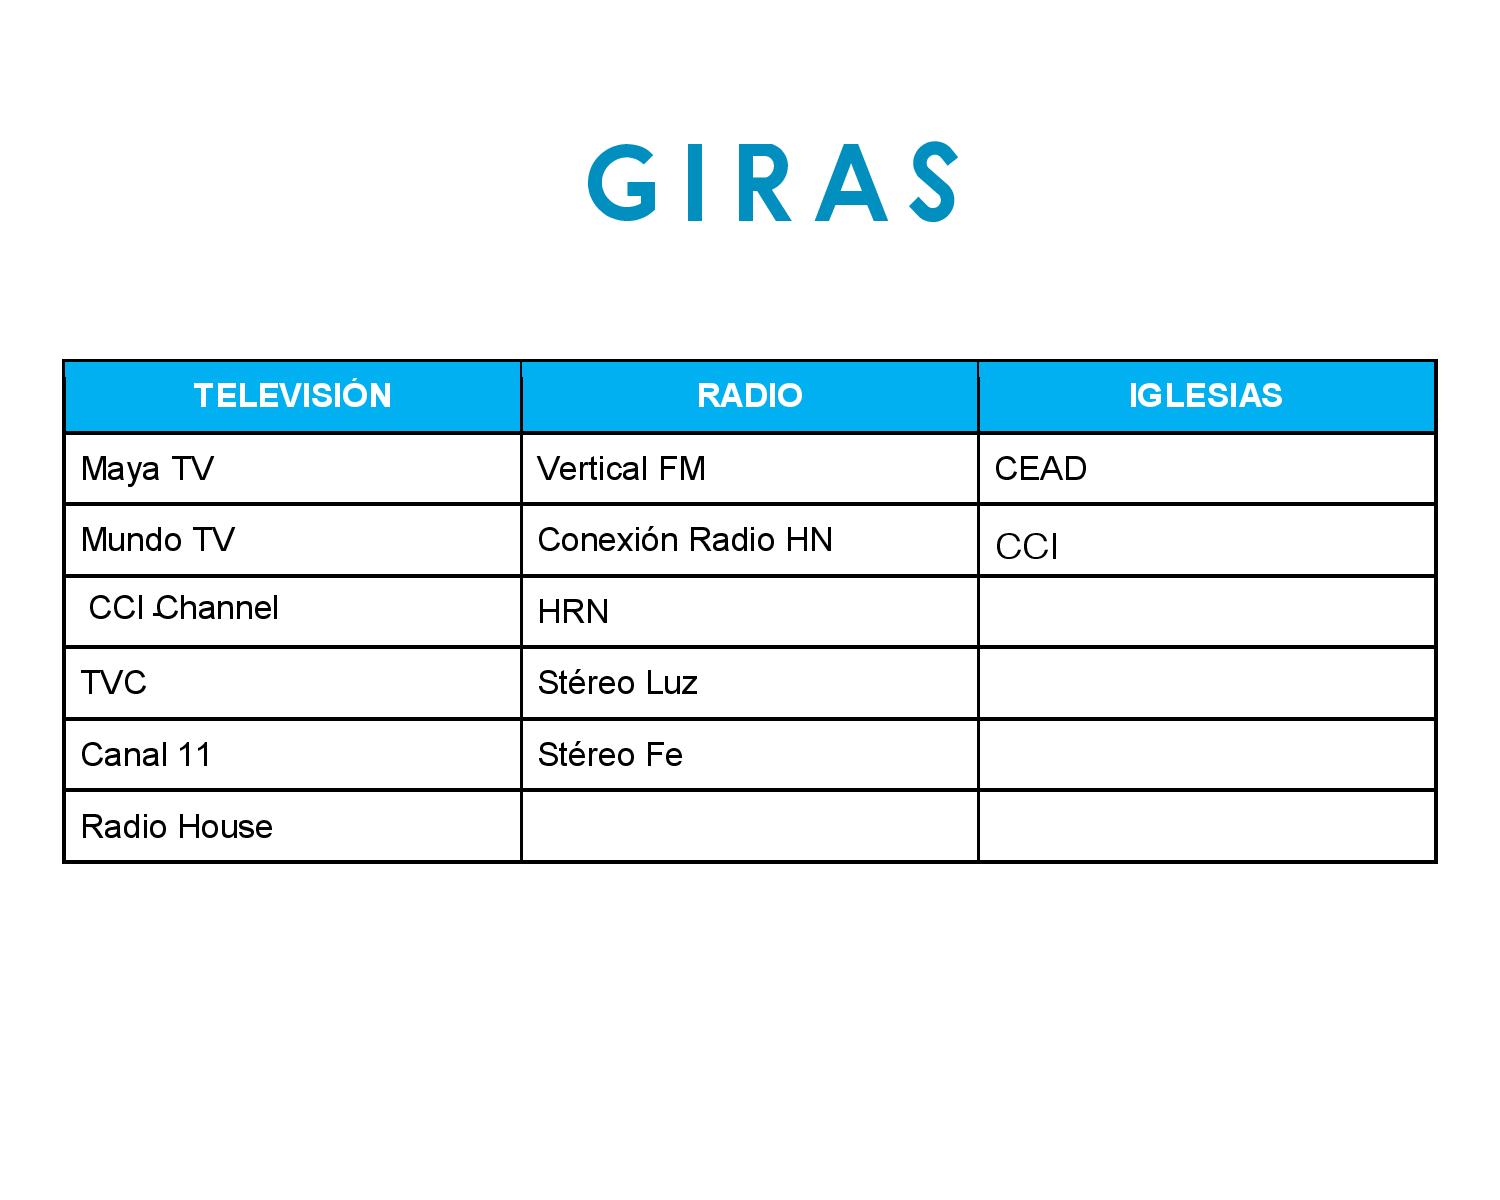 GIRAS
TELEVISIÓN RADIO IGLESIAS
Maya TV Vertical FM CEAD
Mundo TV Conexión Radio HN CCI
CCI -Channel HRN
TVC Stéreo Luz
Canal 11 Stéreo Fe
Radio House